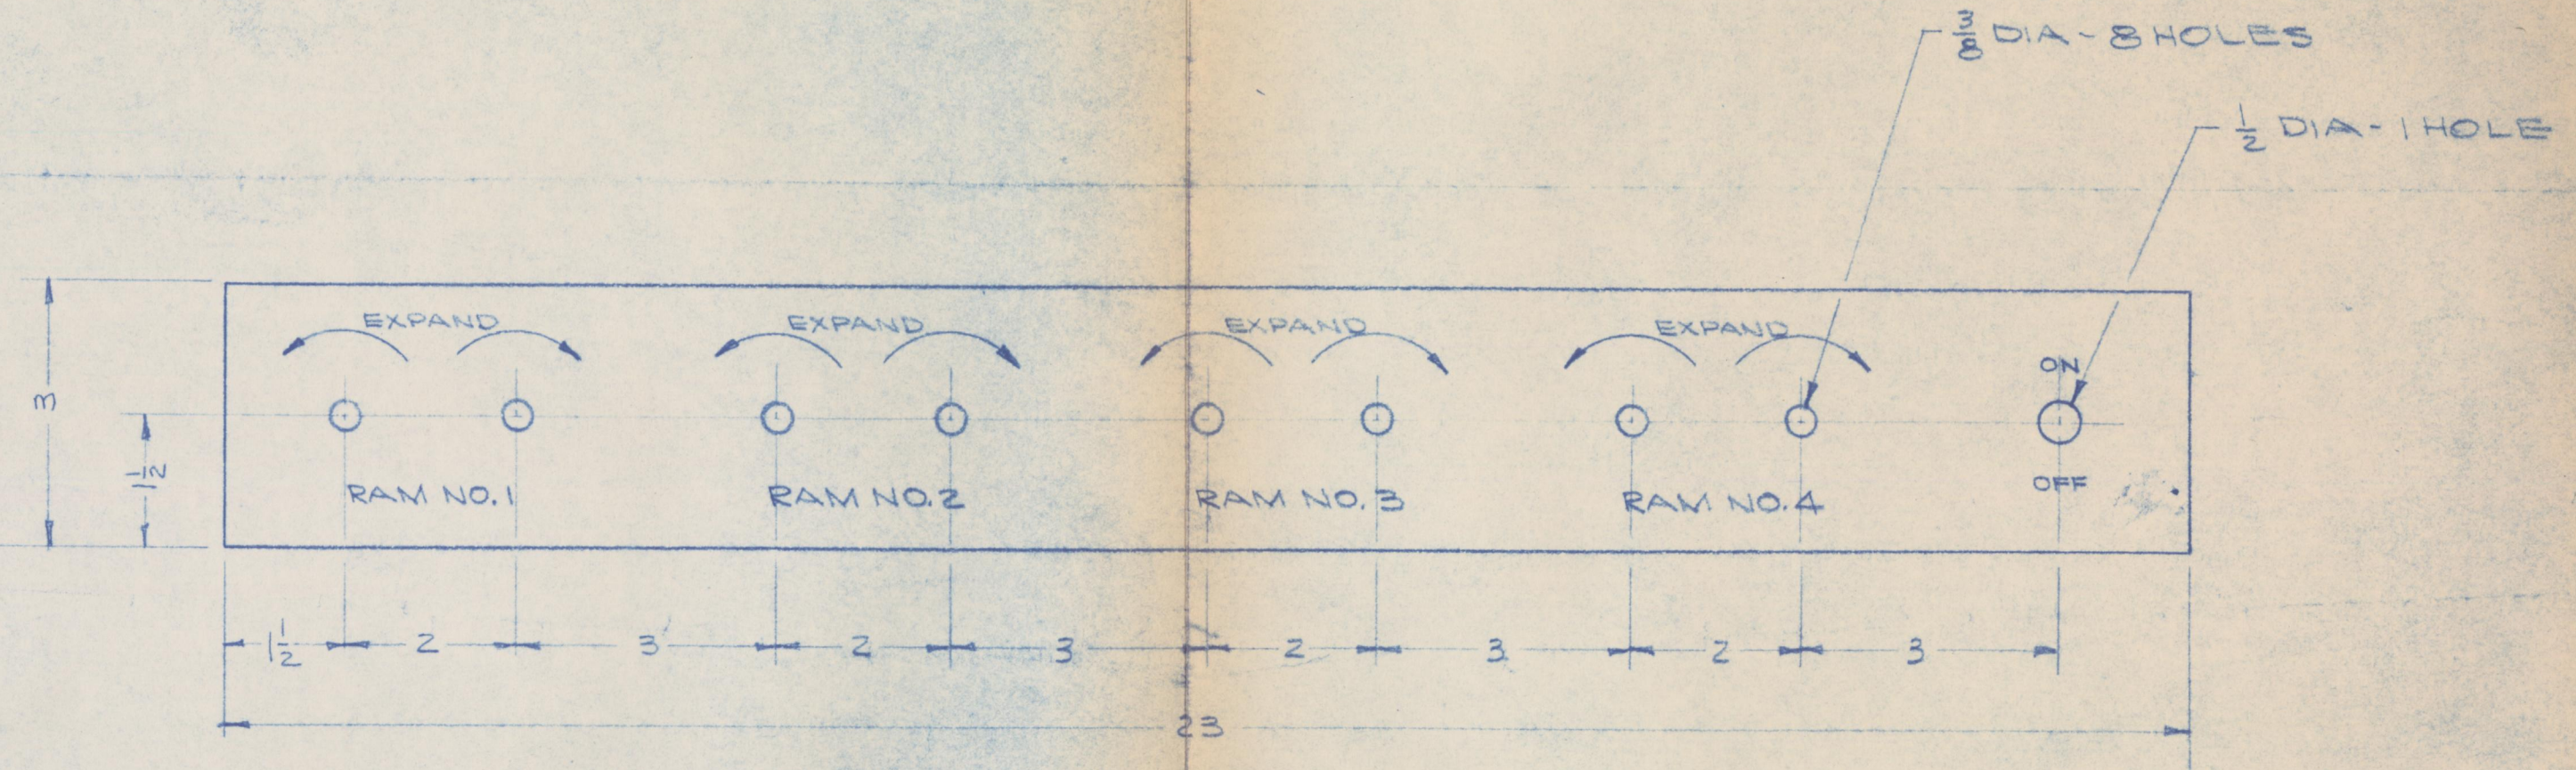 3/8 DIA - 8 HOLES
1/2 DIA - 1 HOLE
EXPAND EXPAND EXPAND EXPAND
ON
3
1 1/2
RAM NO. 1 RAM NO. 2 RAM NO. 3 RAM NO. 4
OFF
1 1/2 2 3 2 3 2 3 2 3
23